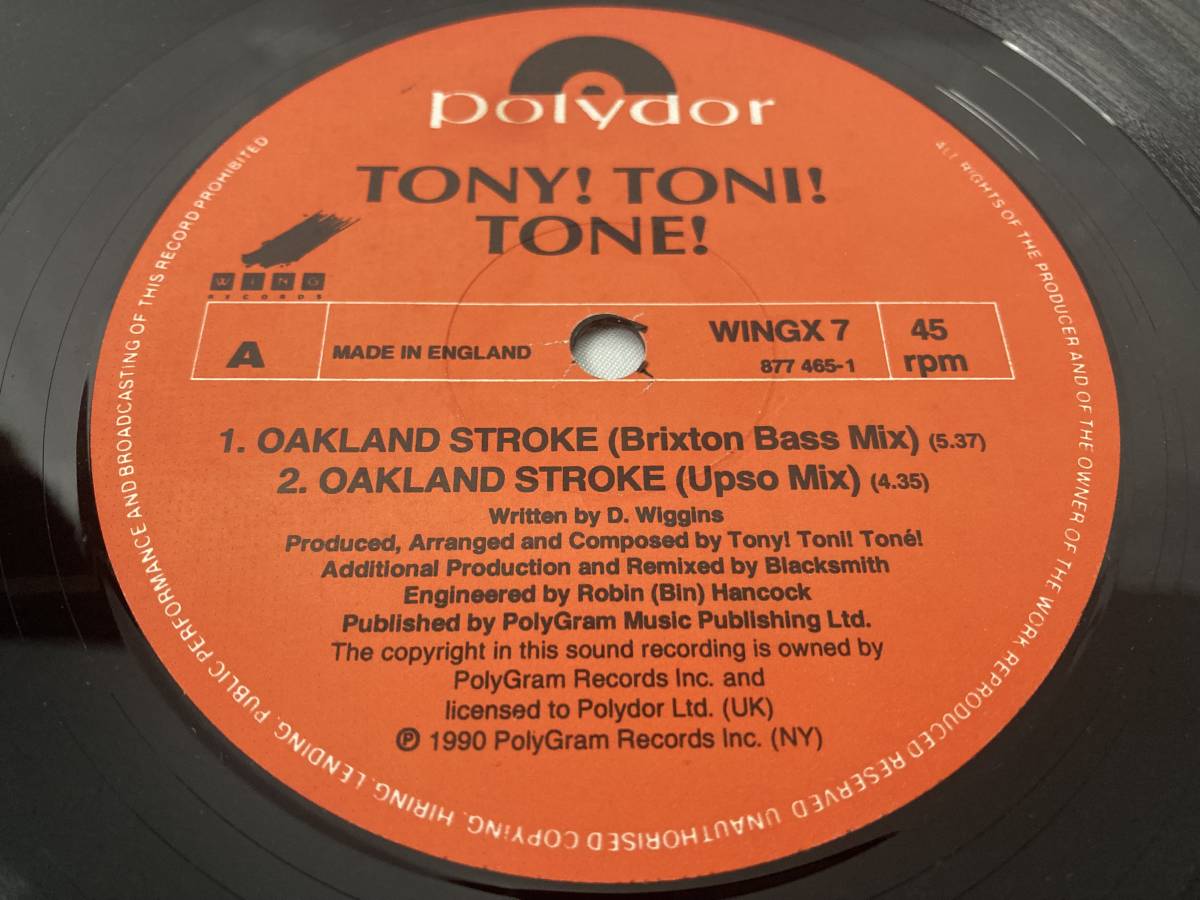 polydor
TONY! TONI!
TONE!
WING
RECORDS
A
MADE IN ENGLAND
WINGX 7
877 465-1
45
rpm
1. OAKLAND STROKE (Brixton Bass Mix) (5.37)
2. OAKLAND STROKE (Upso Mix) (4.35)
Written by D. Wiggins
Produced, Arranged and Composed by Tony! Toni! Toné!
Additional Production and Remixed by Blacksmith
Engineered by Robin (Bin) Hancock
Published by PolyGram Music Publishing Ltd.
The copyright in this sound recording is owned by
PolyGram Records Inc. and
licensed to Polydor Ltd. (UK)
℗ 1990 PolyGram Records Inc. (NY)
ALL RIGHTS OF THE PRODUCER AND OF THE OWNER OF THE WORK REPRODUCED RESERVED UNAUTHORISED COPYING, HIRING, LENDING, PUBLIC PERFORMANCE AND BROADCASTING OF THIS RECORD PROHIBITED